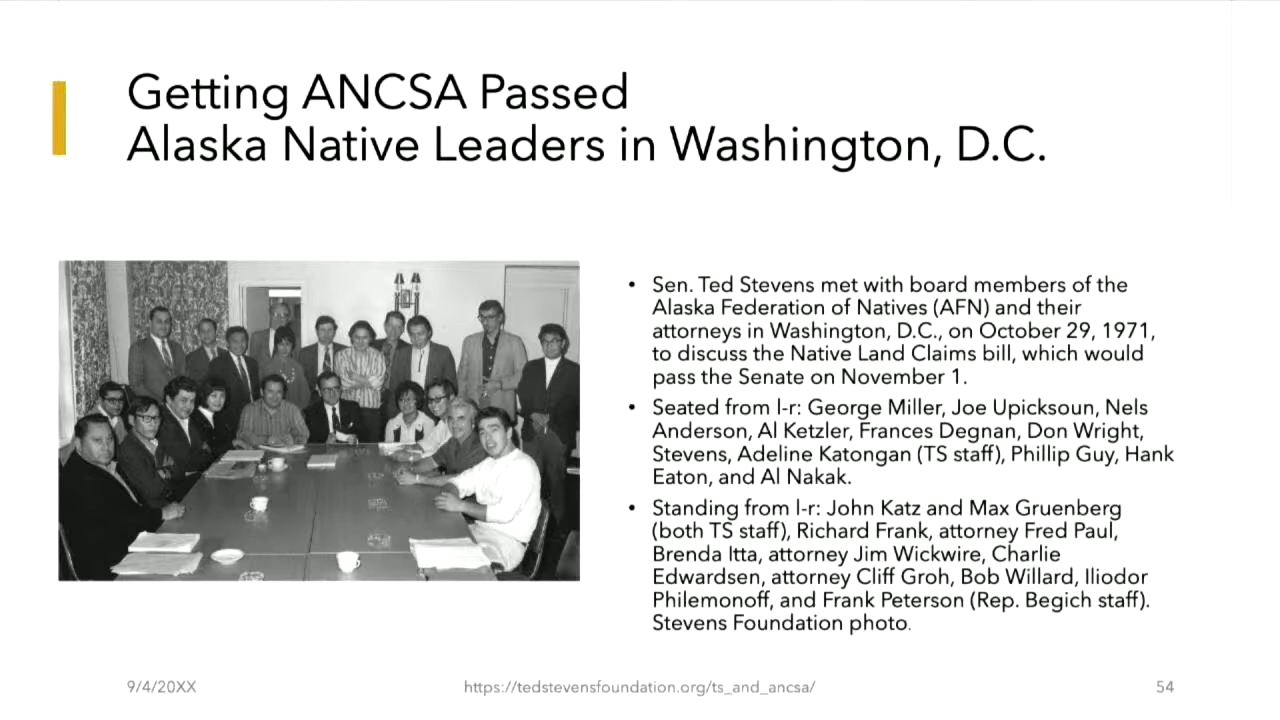 Getting ANCSA Passed
Alaska Native Leaders in Washington, D.C.
• Sen. Ted Stevens met with board members of the
Alaska Federation of Natives (AFN) and their
attorneys in Washington, D.C., on October 29, 1971,
to discuss the Native Land Claims bill, which would
pass the Senate on November 1.
• Seated from l-r: George Miller, Joe Upicksoun, Nels
Anderson, Al Ketzler, Frances Degnan, Don Wright,
Stevens, Adeline Katongan (TS staff), Phillip Guy, Hank
Eaton, and Al Nakak.
• Standing from l-r: John Katz and Max Gruenberg
(both TS staff), Richard Frank, attorney Fred Paul,
Brenda Itta, attorney Jim Wickwire, Charlie
Edwardsen, attorney Cliff Groh, Bob Willard, Iliodor
Philemonoff, and Frank Peterson (Rep. Begich staff).
Stevens Foundation photo.
9/4/20XX
https://tedstevensfoundation.org/ts_and_ancsa/
54